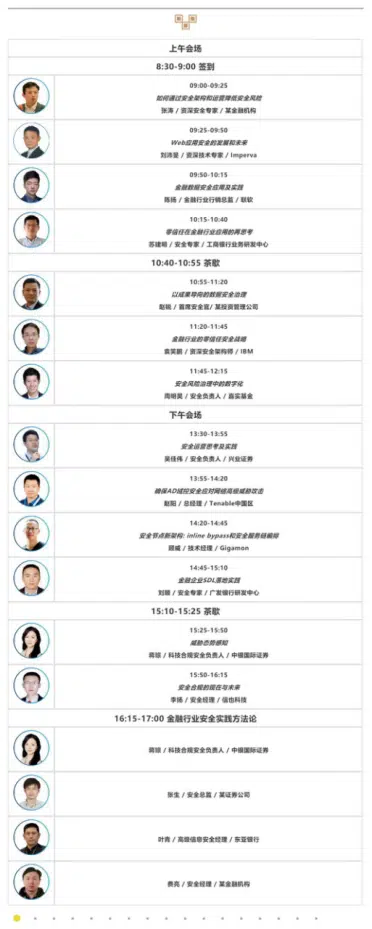 上午会场
8:30-9:00 签到
09:00-09:25
如何通过安全架构和运营降低安全风险
张涛 / 资深安全专家 / 某金融机构
09:25-09:50
Web应用安全的发展和未来
刘沛旻 / 资深技术专家 / Imperva
09:50-10:15
金融数据安全应用及实践
陈扬 / 金融行业行销总监 / 联软
10:15-10:40
零信任在金融行业应用的再思考
苏建明 / 安全专家 / 工商银行业务研发中心
10:40-10:55 茶歇
10:55-11:20
以成果导向的数据安全治理
赵锐 / 首席安全官/ 某投资管理公司
11:20-11:45
金融行业的零信任安全战略
袁笑鹏 / 资深安全架构师 / IBM
11:45-12:15
安全风险治理中的数字化
周明昊 / 安全负责人 / 嘉实基金
下午会场
13:30-13:55
安全运营思考及实践
吴佳伟 / 安全负责人 / 兴业证券
13:55-14:20
确保AD域控安全应对网络高级威胁攻击
赵阳 / 总经理 / Tenable中国区
14:20-14:45
安全节点新架构: inline bypass和安全服务链编排
顾威 / 技术经理 / Gigamon
14:45-15:10
金融企业SDL落地实践
刘顺 / 安全专家 / 广发银行研发中心
15:10-15:25 茶歇
15:25-15:50
威胁态势感知
蒋琼 / 科技合规安全负责人 / 中银国际证券
15:50-16:15
安全合规的现在与未来
李扬 / 安全经理 / 信也科技
16:15-17:00 金融行业安全实践方法论
蒋琼 / 科技合规安全负责人 / 中银国际证券
张生 / 安全总监 / 某证券公司
叶青 / 高级信息安全经理 / 东亚银行
费亮 / 安全经理 / 某金融机构